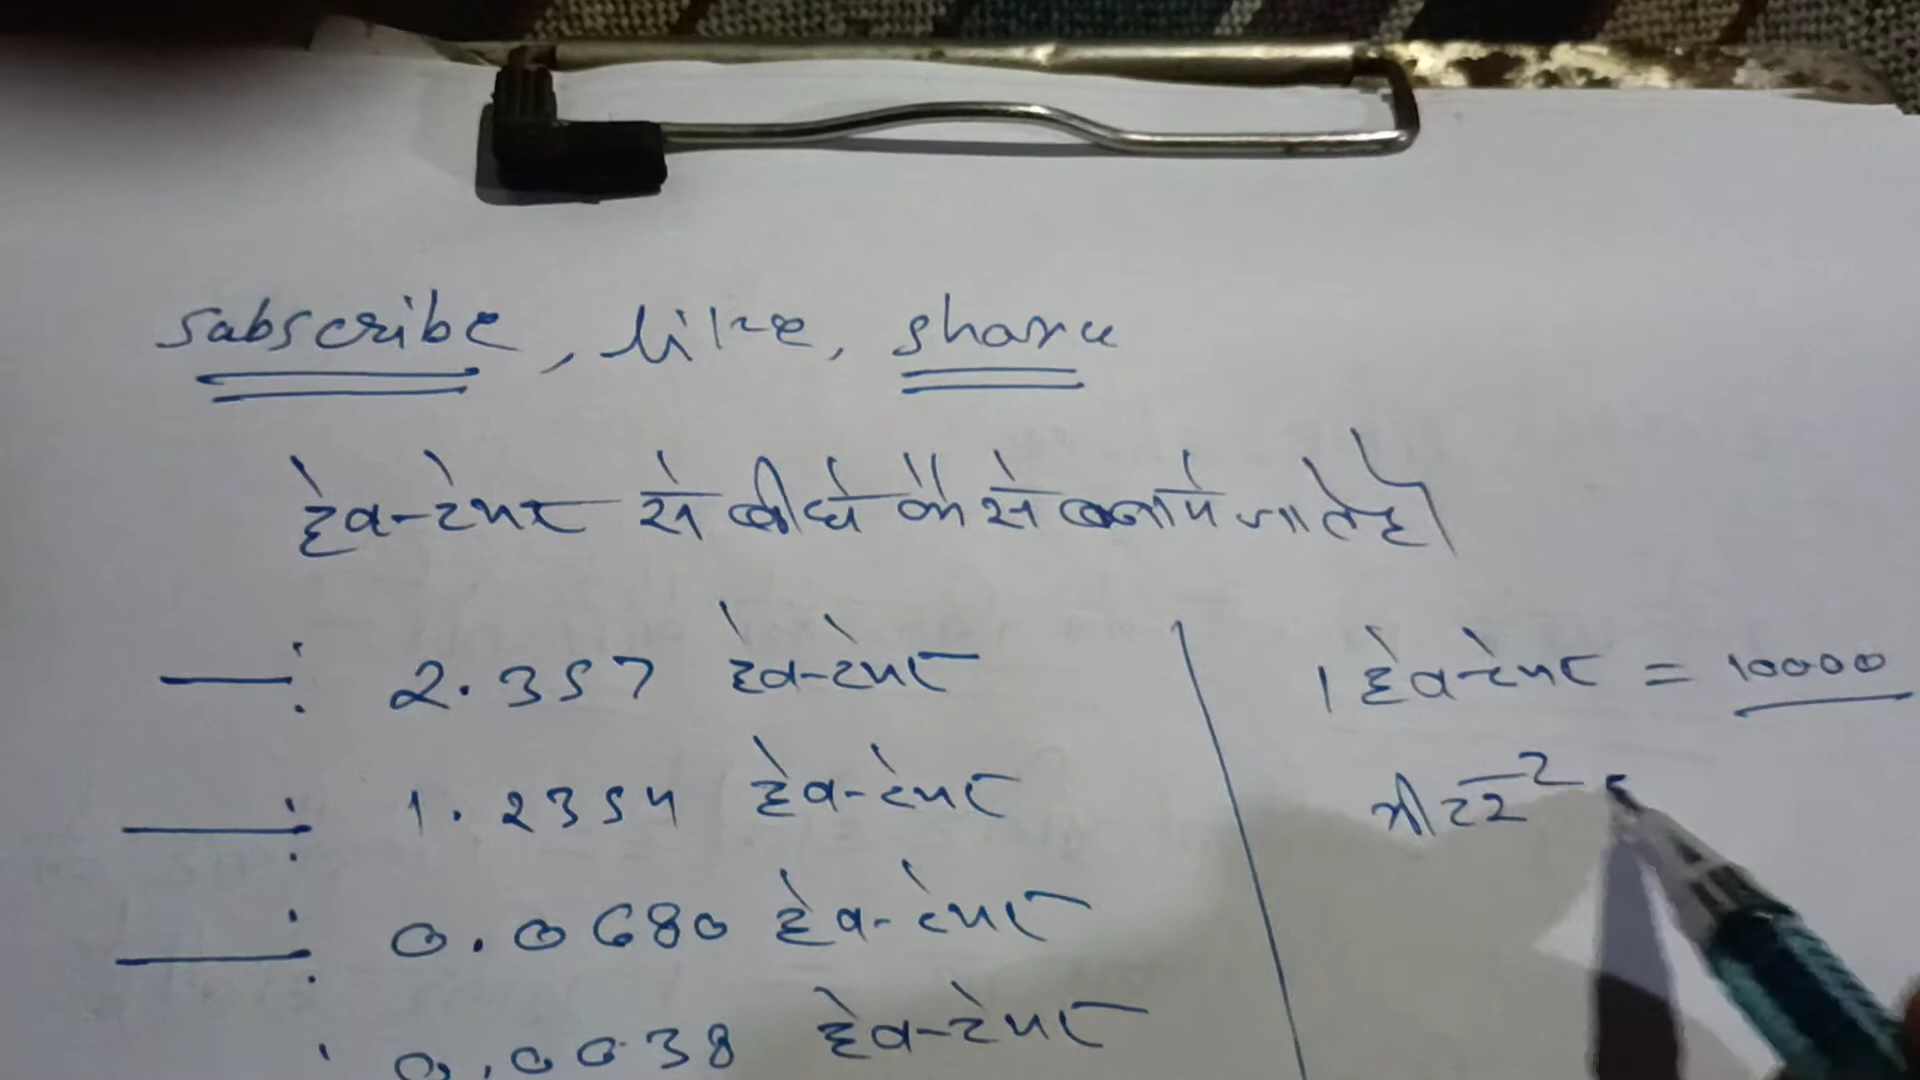 sabscribe, like, share
हेक्टेयर से बीघे कैसे बनाये जाते है।
2.357 हेक्टेयर
1.2354 हेक्टेयर
0.0680 हेक्टेयर
0.0038 हेक्टेयर
1 हेक्टेयर = 10000
मीटर²